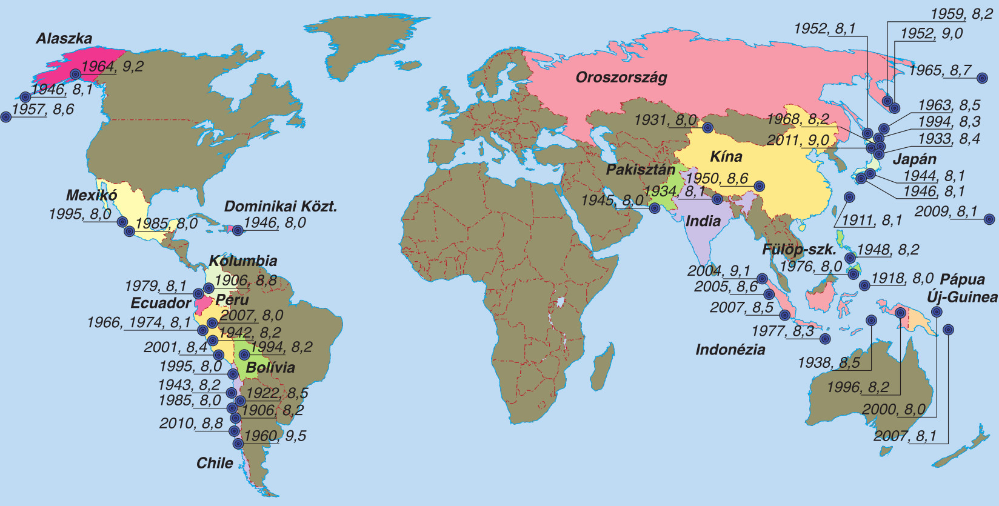 Alaszka
1964, 9,2
1946, 8,1
1957, 8,6
Mexikó
1995, 8,0
1985, 8,0
Dominikai Közt.
1946, 8,0
Kolumbia
1906, 8,8
1979, 8,1
Ecuador
Peru
2007, 8,0
1966, 1974, 8,1
1942, 8,2
2001, 8,4
1994, 8,2
1995, 8,0
Bolívia
1943, 8,2
1922, 8,5
1985, 8,0
1906, 8,2
2010, 8,8
1960, 9,5
Chile
1959, 8,2
1952, 8,1
1952, 9,0
1965, 8,7
Oroszország
1963, 8,5
1931, 8,0
1968, 8,2
1994, 8,3
2011, 9,0
1933, 8,4
Kína
Japán
Pakisztán
1950, 8,6
1944, 8,1
1934, 8,1
1946, 8,1
1945, 8,0
2009, 8,1
India
1911, 8,1
Fülöp-szk.
1948, 8,2
1976, 8,0
2004, 9,1
1918, 8,0
Pápua
Új-Guinea
2005, 8,6
2007, 8,5
1977, 8,3
Indonézia
1938, 8,5
1996, 8,2
2000, 8,0
2007, 8,1